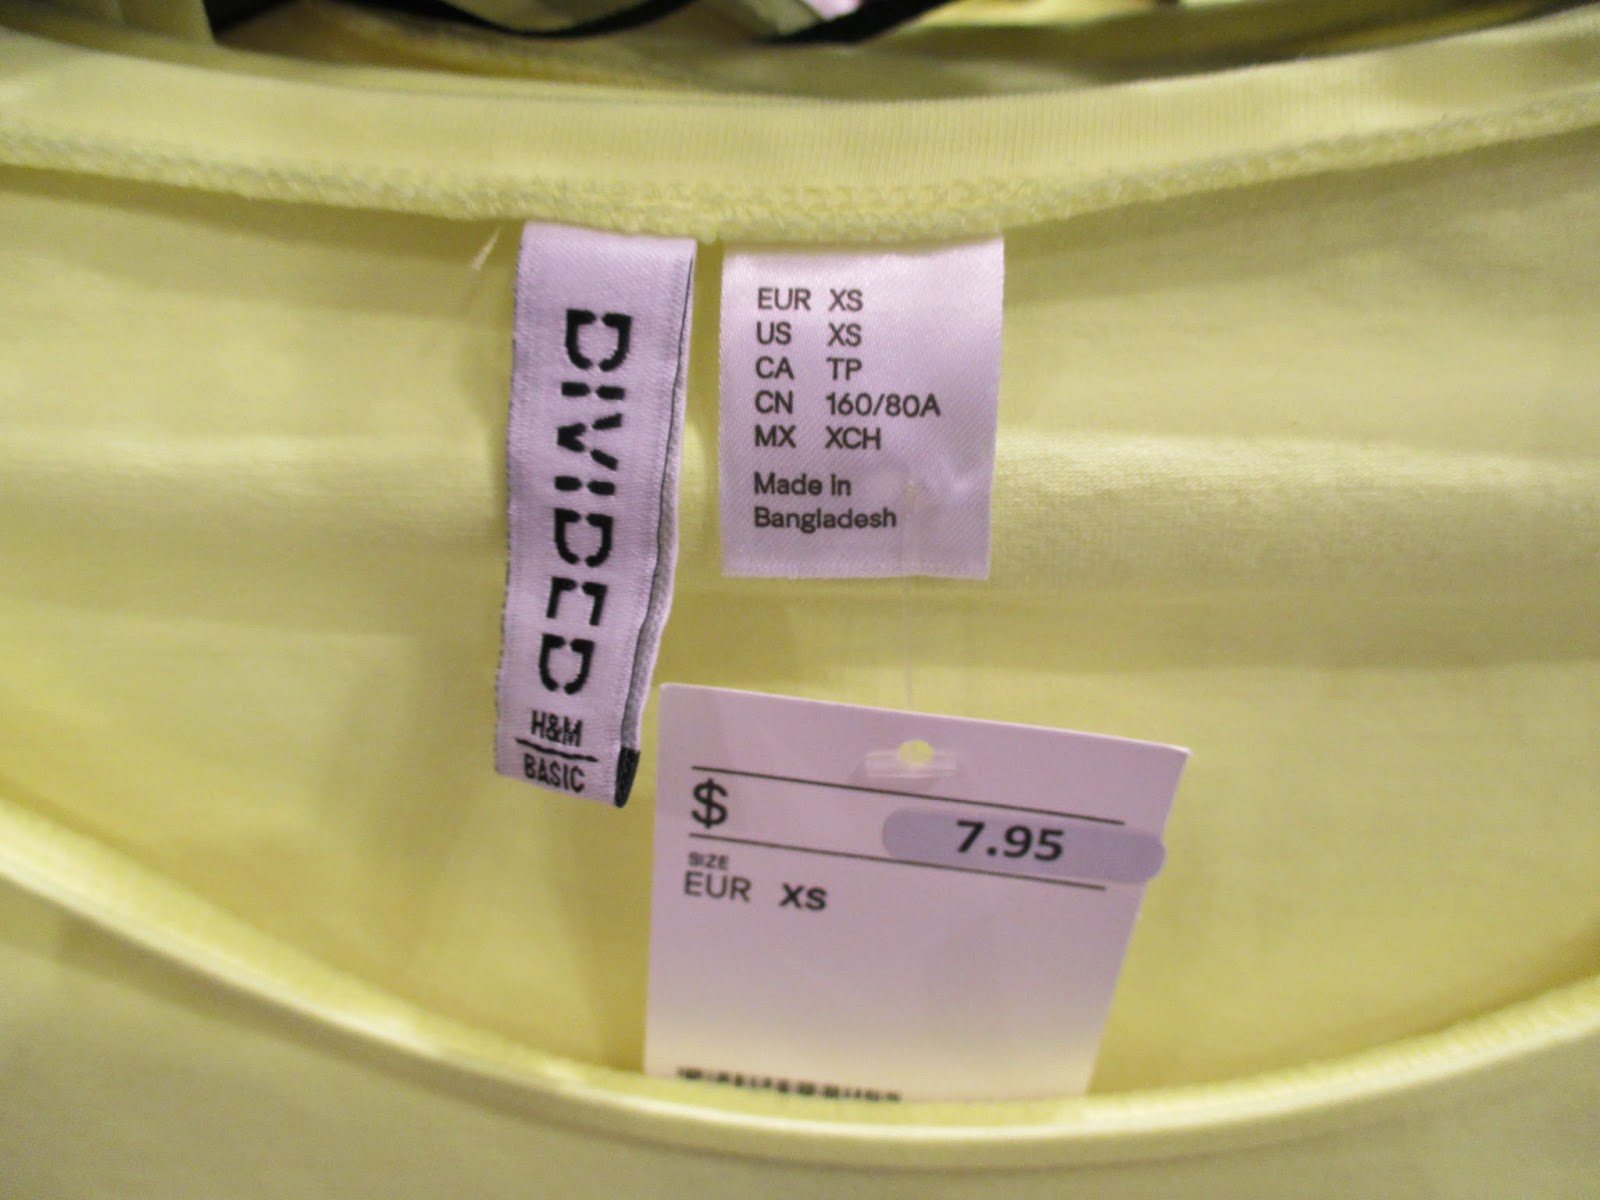 DIVIDED
H&M
BASIC
EUR XS
US XS
CA TP
CN 160/80A
MX XCH
Made in
Bangladesh
$ 7.95
SIZE
EUR XS